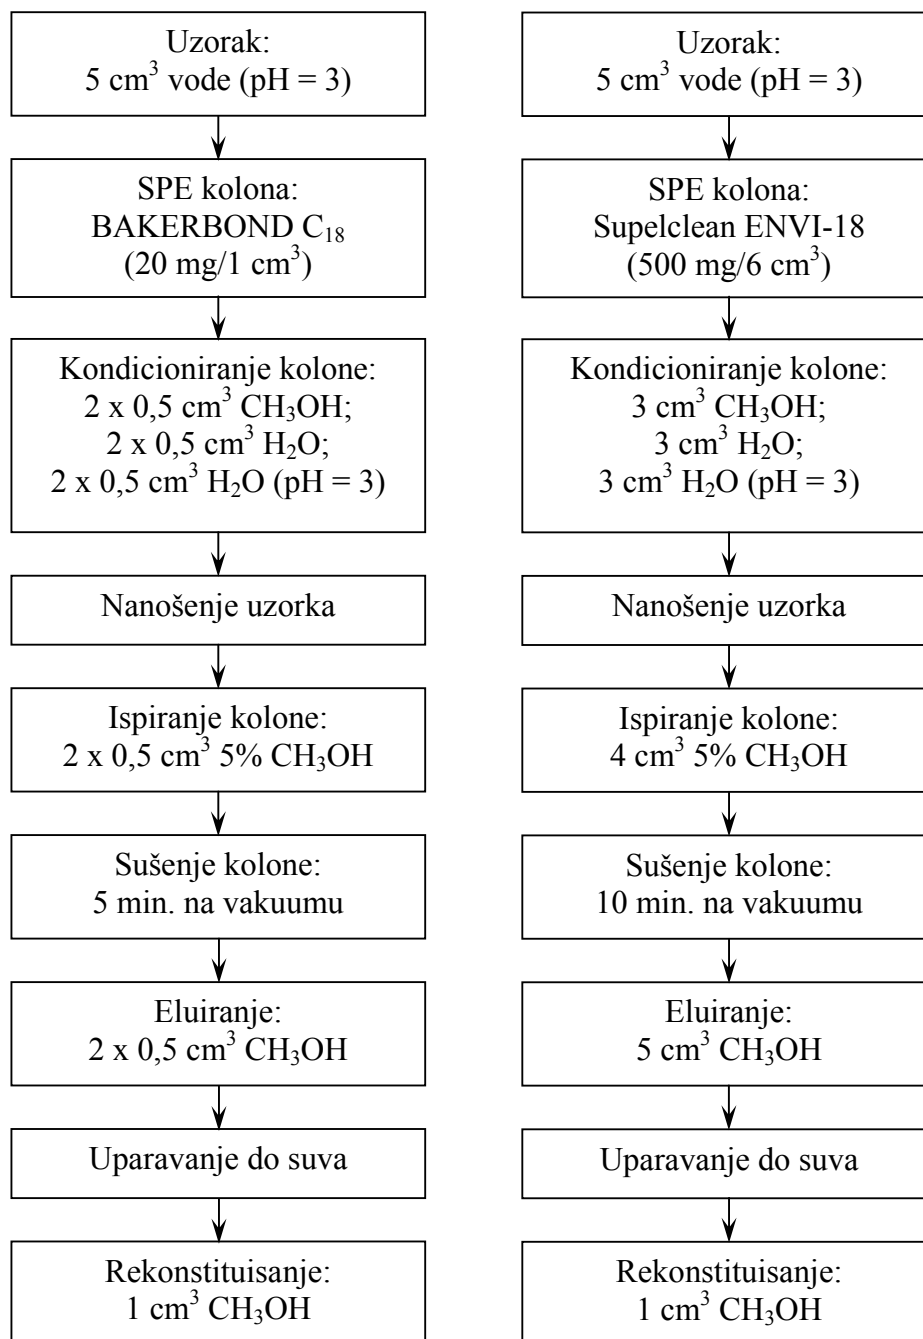 Uzorak:
5 cm³ vode (pH = 3)
SPE kolona:
BAKERBOND C₁₈
(20 mg/1 cm³)
Kondicioniranje kolone:
2 x 0,5 cm³ CH₃OH;
2 x 0,5 cm³ H₂O;
2 x 0,5 cm³ H₂O (pH = 3)
Nanošenje uzorka
Ispiranje kolone:
2 x 0,5 cm³ 5% CH₃OH
Sušenje kolone:
5 min. na vakuumu
Eluiranje:
2 x 0,5 cm³ CH₃OH
Uparavanje do suva
Rekonstituisanje:
1 cm³ CH₃OH
Uzorak:
5 cm³ vode (pH = 3)
SPE kolona:
Supelclean ENVI-18
(500 mg/6 cm³)
Kondicioniranje kolone:
3 cm³ CH₃OH;
3 cm³ H₂O;
3 cm³ H₂O (pH = 3)
Nanošenje uzorka
Ispiranje kolone:
4 cm³ 5% CH₃OH
Sušenje kolone:
10 min. na vakuumu
Eluiranje:
5 cm³ CH₃OH
Uparavanje do suva
Rekonstituisanje:
1 cm³ CH₃OH